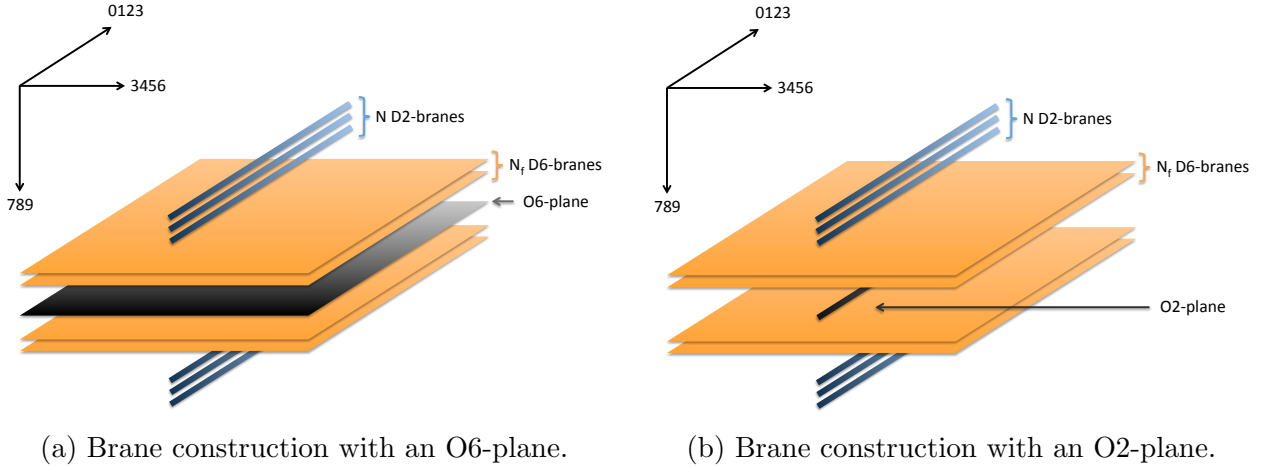 0123
3456
789
N D2-branes
N_f D6-branes
O6-plane
(a) Brane construction with an O6-plane.
0123
3456
789
N D2-branes
N_f D6-branes
O2-plane
(b) Brane construction with an O2-plane.